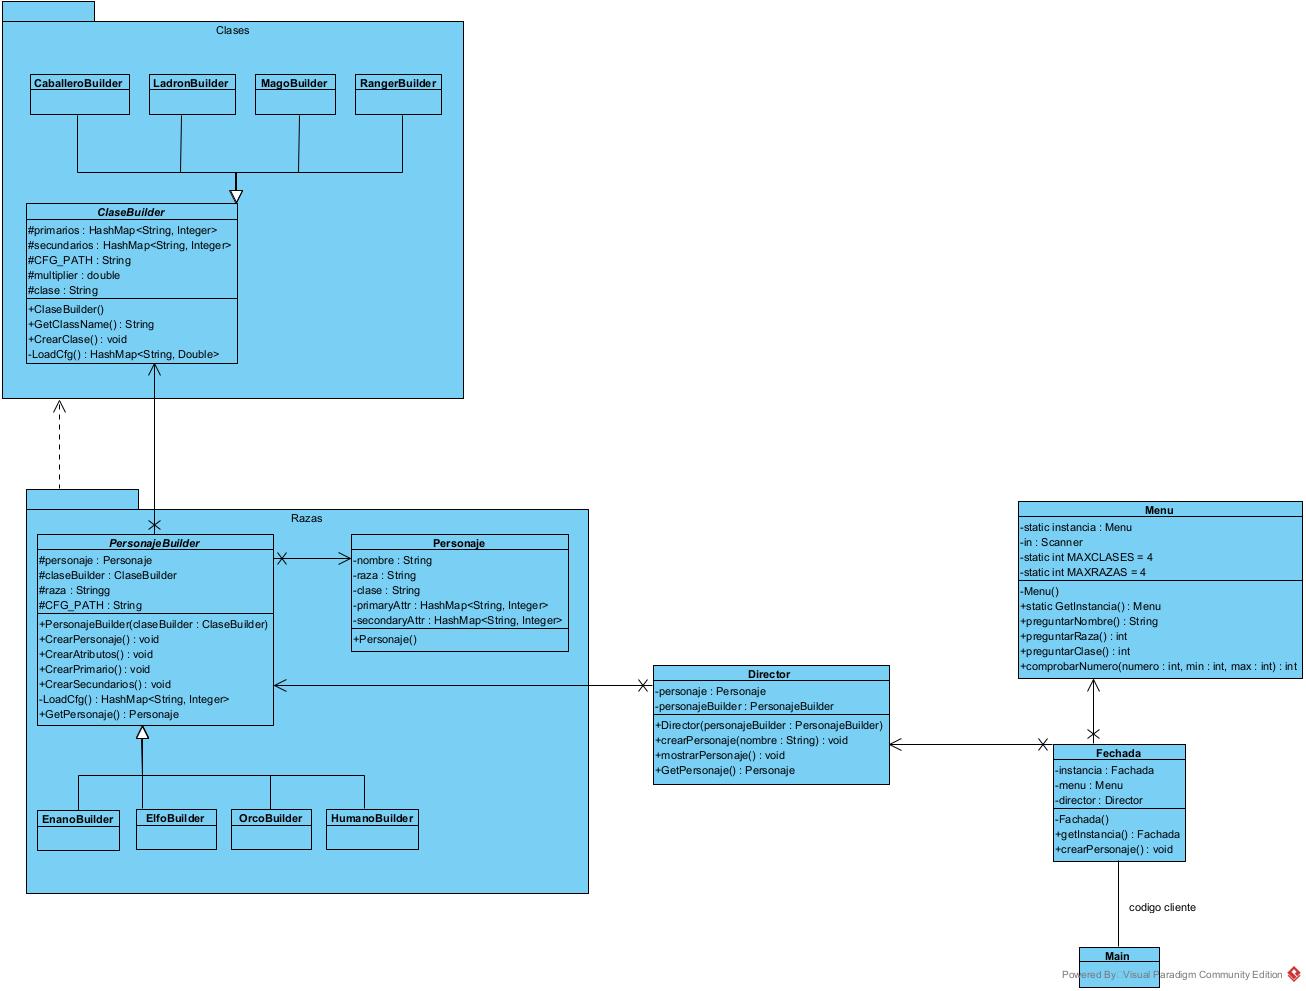 Clases
CaballeroBuilder
LadronBuilder
MagoBuilder
RangerBuilder
ClaseBuilder
#primarios : HashMap<String, Integer>
#secundarios : HashMap<String, Integer>
#CFG_PATH : String
#multiplier : double
#clase : String
+ClaseBuilder()
+GetClassName() : String
+CrearClase() : void
-LoadCfg() : HashMap<String, Double>
Razas
PersonajeBuilder
#personaje : Personaje
#claseBuilder : ClaseBuilder
#raza : Stringg
#CFG_PATH : String
+PersonajeBuilder(claseBuilder : ClaseBuilder)
+CrearPersonaje() : void
+CrearAtributos() : void
+CrearPrimario() : void
+CrearSecundarios() : void
-LoadCfg() : HashMap<String, Integer>
+GetPersonaje() : Personaje
Personaje
-nombre : String
-raza : String
-clase : String
-primaryAttr : HashMap<String, Integer>
-secondaryAttr : HashMap<String, Integer>
+Personaje()
EnanoBuilder
ElfoBuilder
OrcoBuilder
HumanoBuilder
Director
-personaje : Personaje
-personajeBuilder : PersonajeBuilder
+Director(personajeBuilder : PersonajeBuilder)
+crearPersonaje(nombre : String) : void
+mostrarPersonaje() : void
+GetPersonaje() : Personaje
Menu
-static instancia : Menu
-in : Scanner
-static int MAXCLASES = 4
-static int MAXRAZAS = 4
-Menu()
+static GetInstancia() : Menu
+preguntarNombre() : String
+preguntarRaza() : int
+preguntarClase() : int
+comprobarNumero(numero : int, min : int, max : int) : int
Fechada
-instancia : Fachada
-menu : Menu
-director : Director
-Fachada()
+getInstancia() : Fachada
+crearPersonaje() : void
codigo cliente
Main
Powered By Visual Paradigm Community Edition